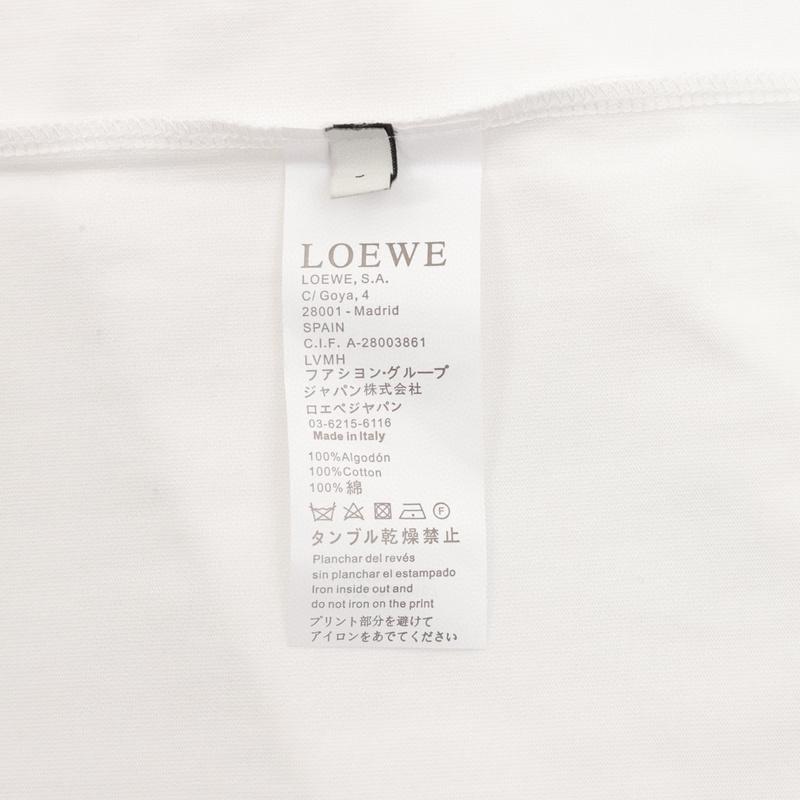 LOEWE
LOEWE, S.A.
C/ Goya, 4
28001 - Madrid
SPAIN
C.I.F. A-28003861
LVMH
フアシヨン·グループ
ジャパン株式会社
ロエベジャパン
03-6215-6116
Made in Italy
100%Algodón
100%Cotton
100%綿
F
タンブル乾燥禁止
Planchar del revés
sin planchar el estampado
Iron inside out and
do not iron on the print
プリント部分を避けて
アイロンをあでてください